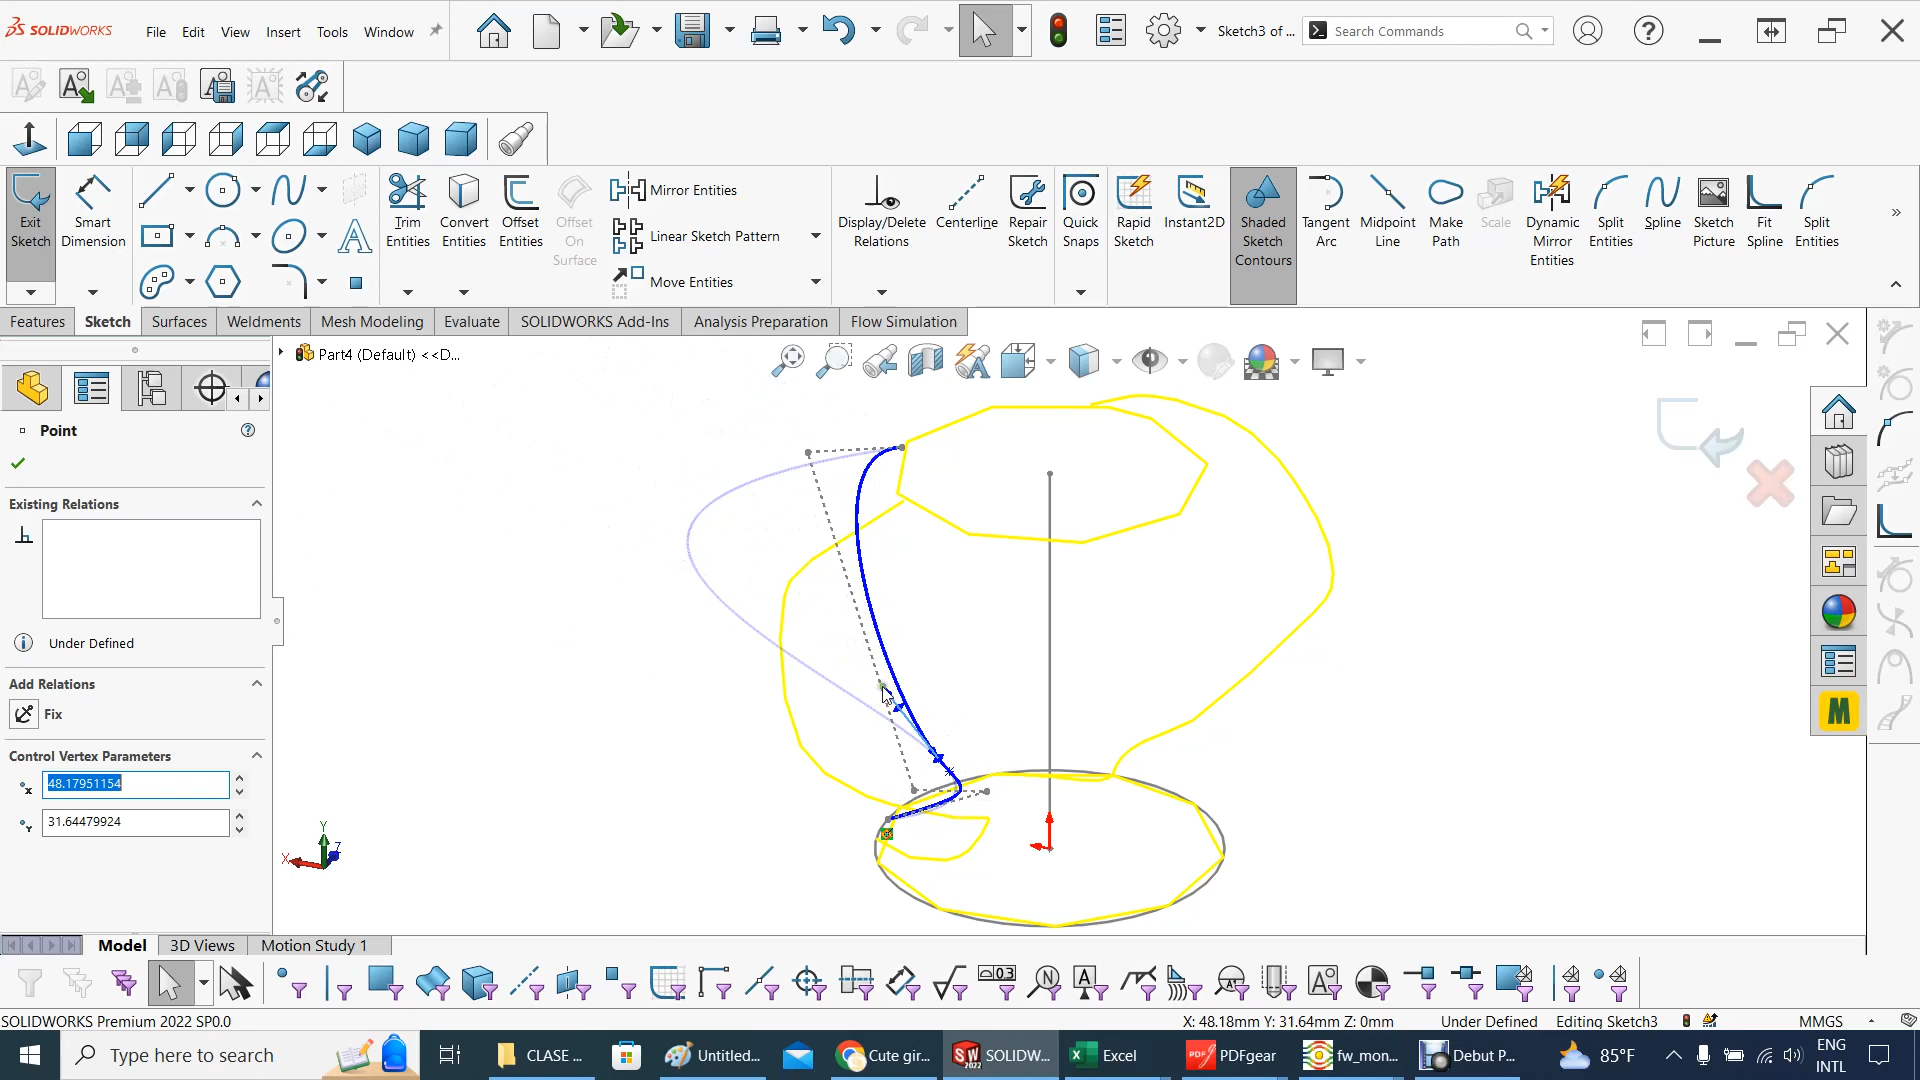 SOLIDWORKS
File
Edit
View
Insert
Tools
Window
Sketch3 of ...
Search Commands
Exit Sketch
Smart Dimension
Trim Entities
Convert Entities
Offset Entities
Offset On Surface
Mirror Entities
Linear Sketch Pattern
Move Entities
Display/Delete Relations
Centerline
Repair Sketch
Quick Snaps
Rapid Sketch
Instant2D
Shaded Sketch Contours
Tangent Arc
Midpoint Line
Make Path
Scale
Dynamic Mirror Entities
Split Entities
Spline
Sketch Picture
Fit Spline
Split Entities
Features
Sketch
Surfaces
Weldments
Mesh Modeling
Evaluate
SOLIDWORKS Add-Ins
Analysis Preparation
Flow Simulation
Part4 (Default) <<D...
Point
Existing Relations
Under Defined
Add Relations
Fix
Control Vertex Parameters
48.17951154
31.64479924
Y
X
Z
M
Model
3D Views
Motion Study 1
SOLIDWORKS Premium 2022 SP0.0
X: 48.18mm Y: 31.64mm Z: 0mm
Under Defined
Editing Sketch3
MMGS
Type here to search
CLASE ...
Untitled...
Cute gir...
SOLIDW...
Excel
PDFgear
fw_mon...
Debut P...
85°F
ENG
INTL